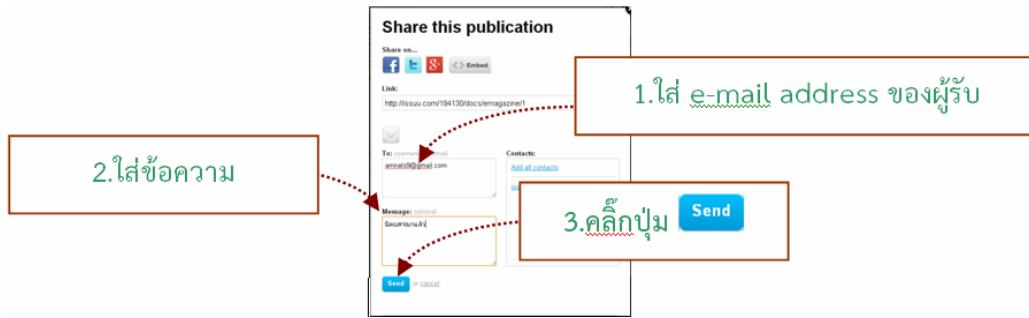 Share this publication
Share on...
<> Embed
Link:
http://issuu.com/184130/docs/emagazine/1
1.ใส่ e-mail address ของผู้รับ
To:
Contacts:
Add all contacts
2.ใส่ข้อความ
Message: optional
3.คลิ๊กปุ่ม Send
Send or cancel